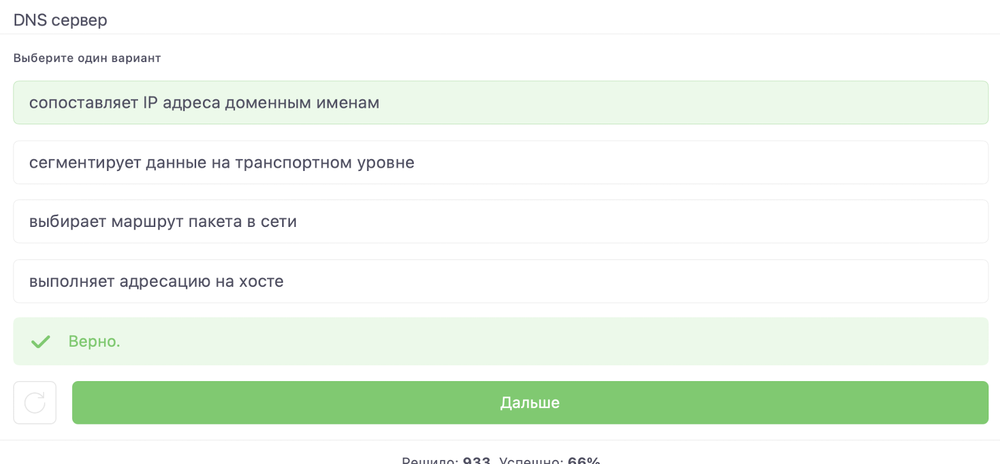 DNS сервер
Выберите один вариант
сопоставляет IP адреса доменным именам
сегментирует данные на транспортном уровне
выбирает маршрут пакета в сети
выполняет адресацию на хосте
Верно.
Дальше
Решило: 933 Успешно: 66%